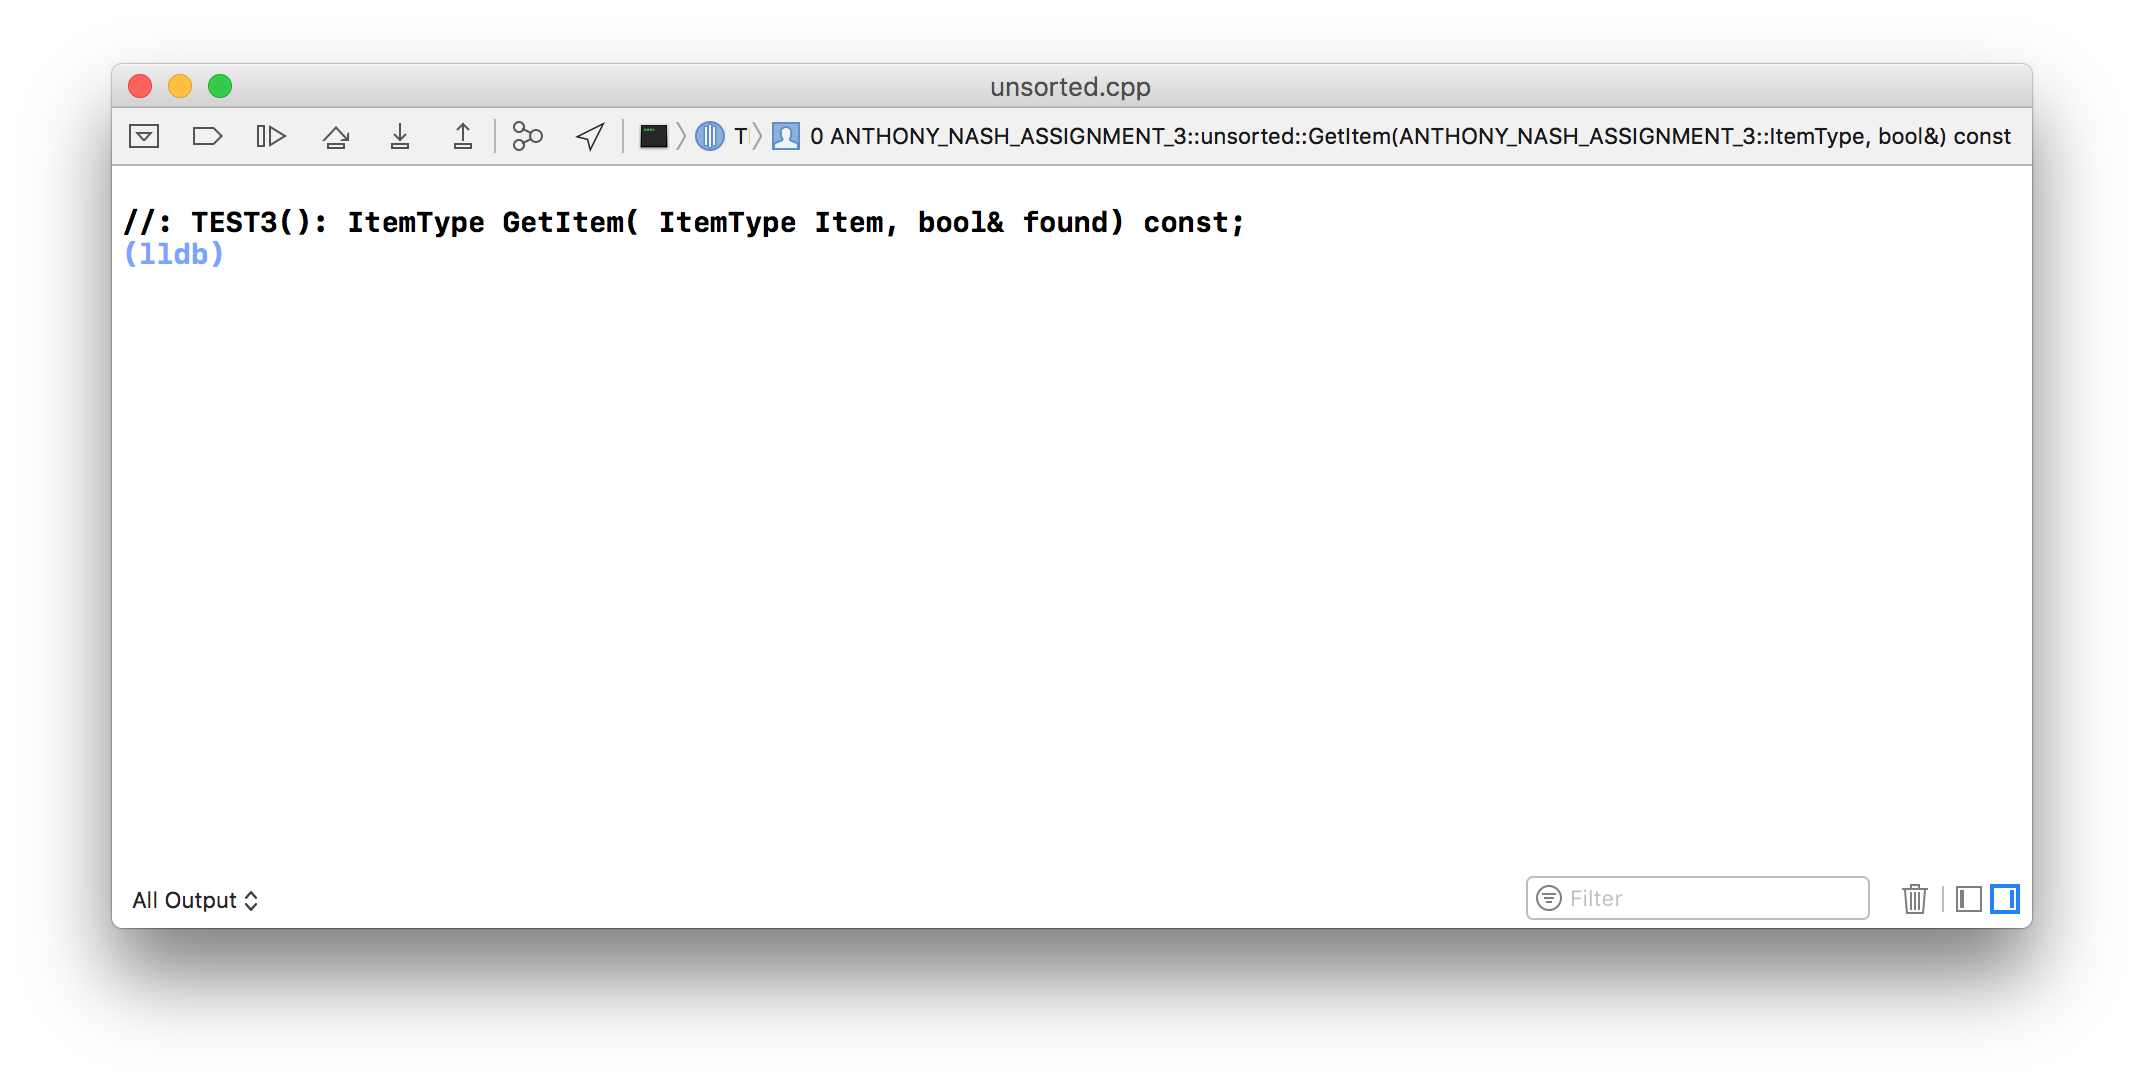 unsorted.cpp
T 0 ANTHONY_NASH_ASSIGNMENT_3::unsorted::GetItem(ANTHONY_NASH_ASSIGNMENT_3::ItemType, bool&) const
//: TEST3(): ItemType GetItem( ItemType Item, bool& found) const;
(lldb)
All Output Filter